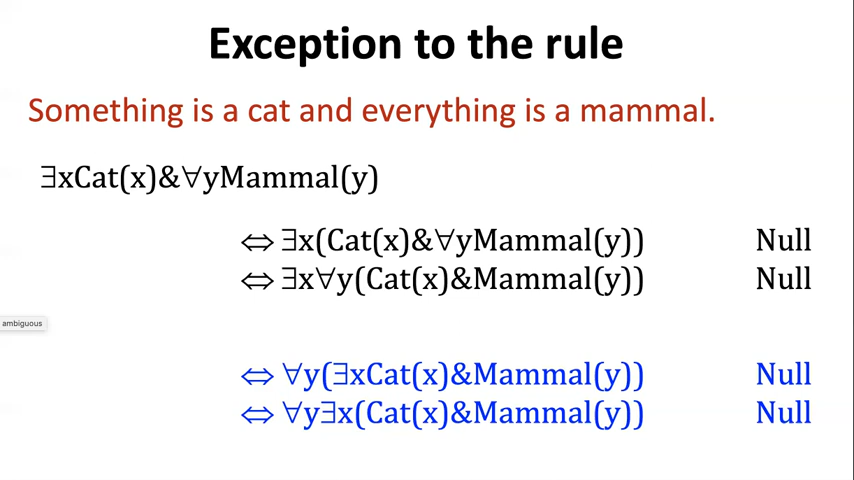 Exception to the rule
Something is a cat and everything is a mammal.
∃xCat(x)&∀yMammal(y)
⇔ ∃x(Cat(x)&∀yMammal(y)) Null
⇔ ∃x∀y(Cat(x)&Mammal(y)) Null
ambiguous
⇔ ∀y(∃xCat(x)&Mammal(y)) Null
⇔ ∀y∃x(Cat(x)&Mammal(y)) Null